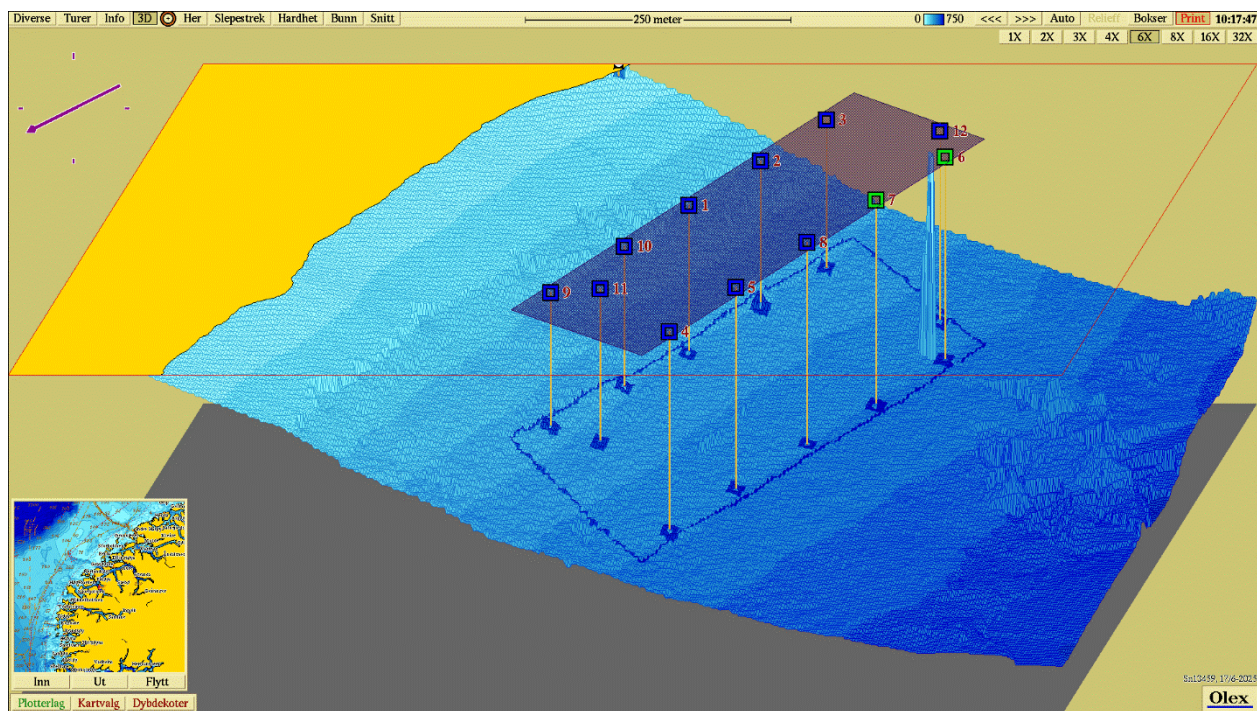 Diverse Turer Info 3D Her Slepestrek Hardhet Bunn Snitt 250 meter 0 750 <<< >>> Auto Relieff Bokser Print 10:17:47
1X 2X 3X 4X 6X 8X 16X 32X
3
12
6
2
7
1
8
10
5
11
9
4
Inn Ut Flytt
Plotterlag Kartvalg Dybdekoter
Olex